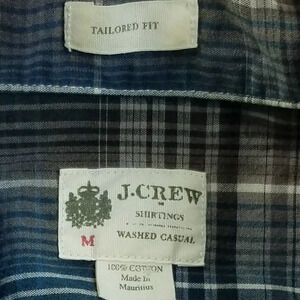 TAILORED FIT
J.CREW
SHIRTINGS
M
WASHED CASUAL
100% COTTON
Made In
Mauritius